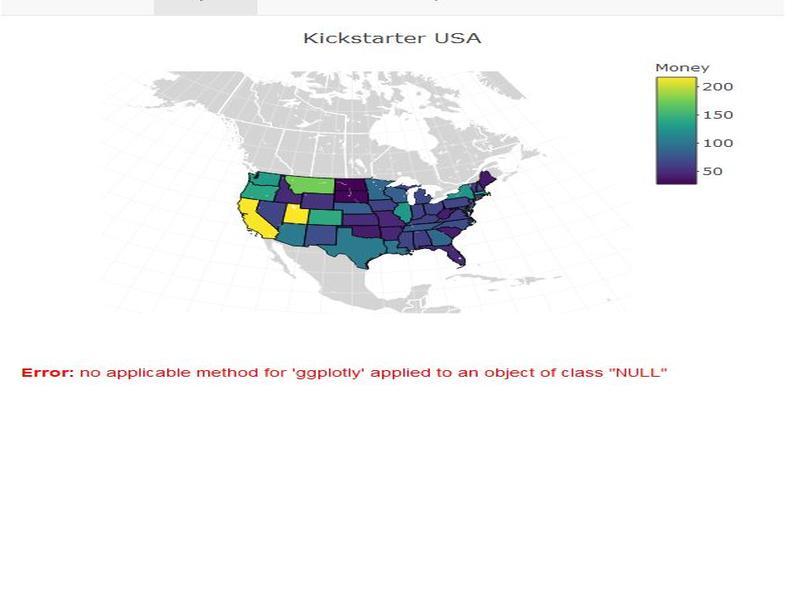 Kickstarter USA
Money
200
150
100
50
Error: no applicable method for 'ggplotly' applied to an object of class "NULL"